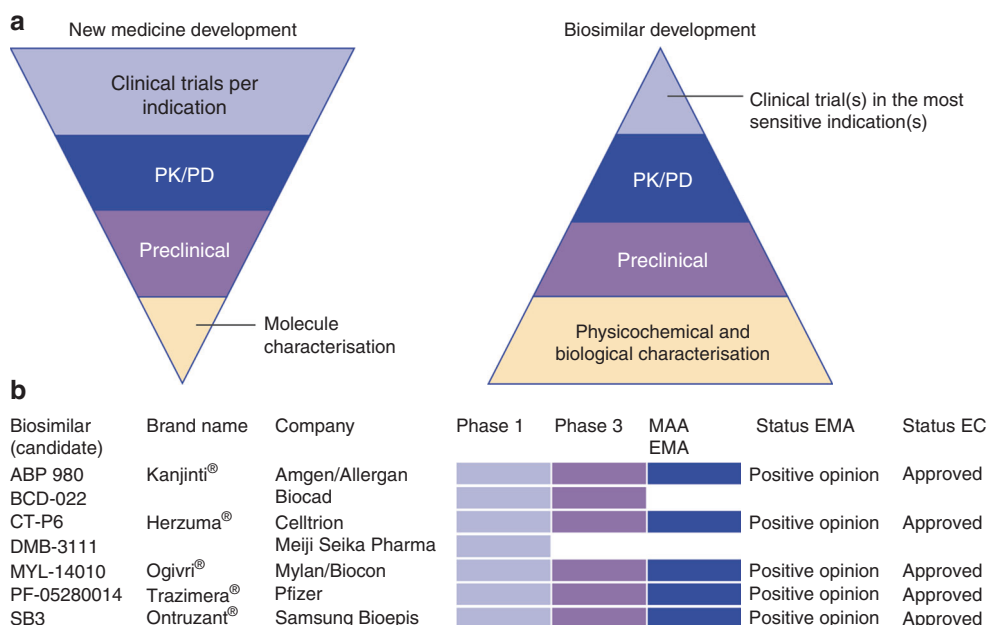 a
New medicine development
Clinical trials per
indication
PK/PD
Preclinical
Molecule
characterisation
Biosimilar development
Clinical trial(s) in the most
sensitive indication(s)
PK/PD
Preclinical
Physicochemical and
biological characterisation
b
Biosimilar (candidate) Brand name Company Phase 1 Phase 3 MAA EMA Status EMA Status EC
ABP 980 Kanjinti® Amgen/Allergan Positive opinion Approved
BCD-022 Biocad
CT-P6 Herzuma® Celltrion Positive opinion Approved
DMB-3111 Meiji Seika Pharma
MYL-14010 Ogivri® Mylan/Biocon Positive opinion Approved
PF-05280014 Trazimera® Pfizer Positive opinion Approved
SB3 Ontruzant® Samsung Bioepis Positive opinion Approved